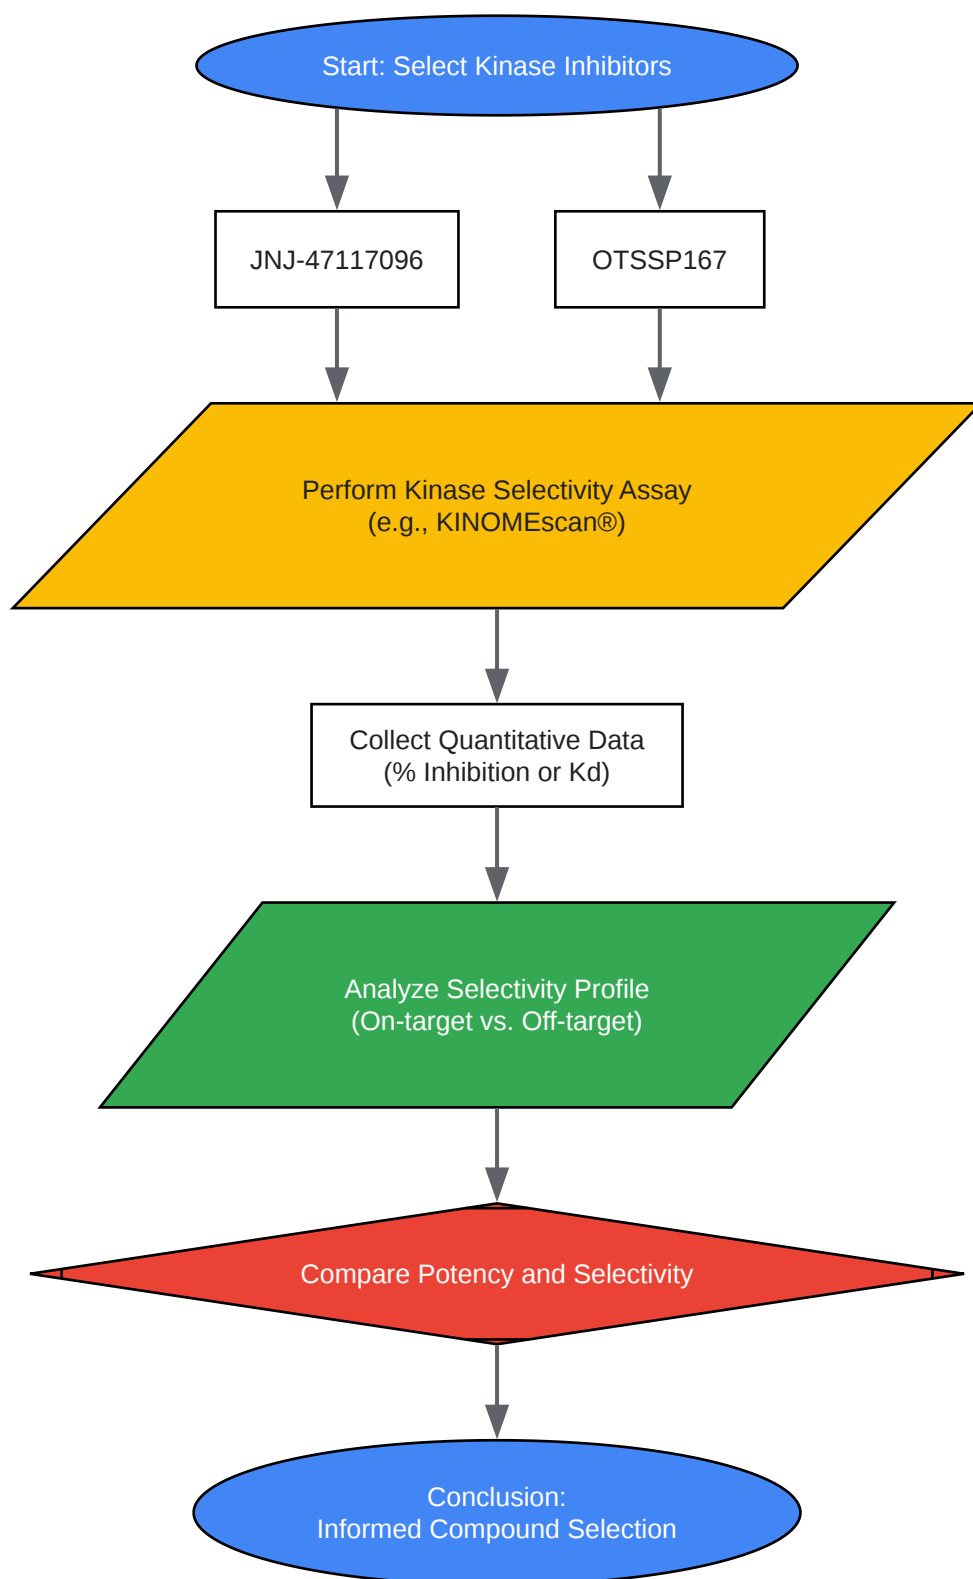 Start: Select Kinase Inhibitors
JNJ-47117096
OTSSP167
Perform Kinase Selectivity Assay
(e.g., KINOMEscan®)
Collect Quantitative Data
(% Inhibition or Kd)
Analyze Selectivity Profile
(On-target vs. Off-target)
Compare Potency and Selectivity
Conclusion:
Informed Compound Selection